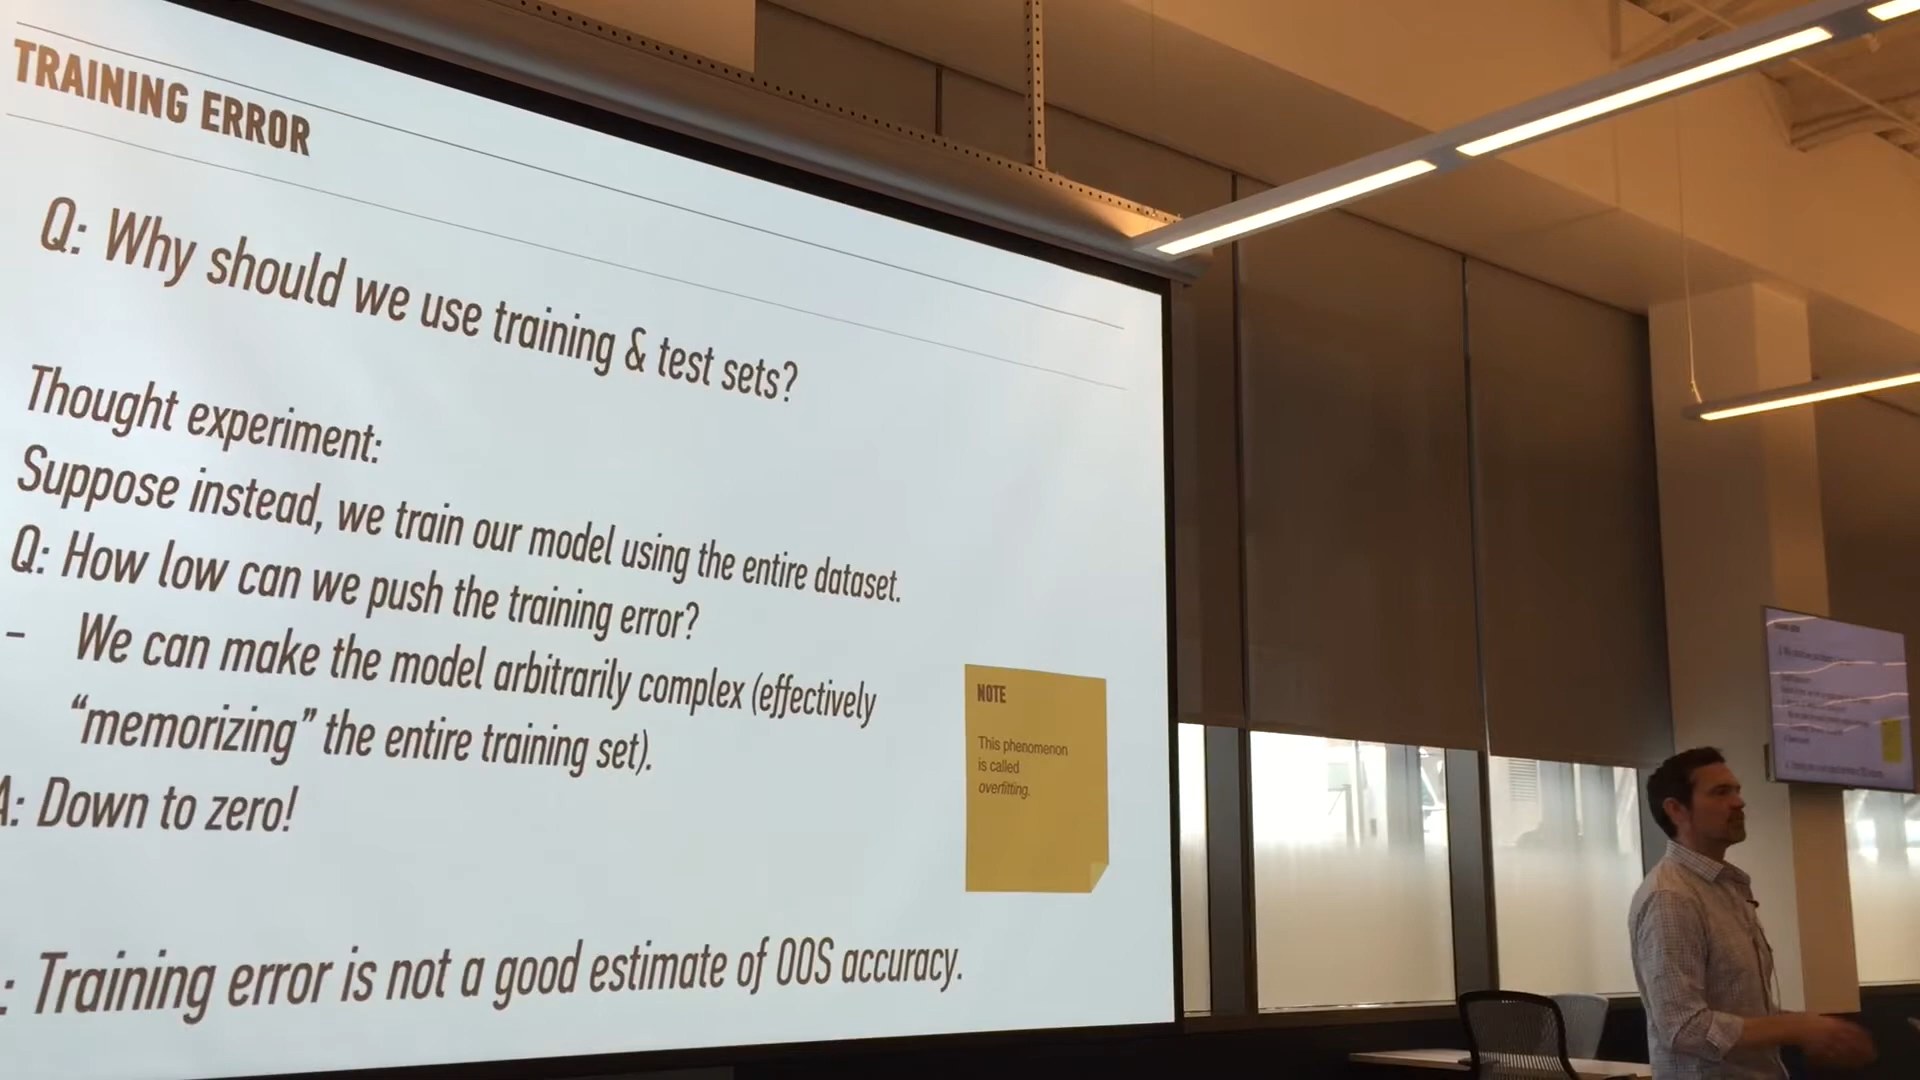 TRAINING ERROR
Q: Why should we use training & test sets?
Thought experiment:
Suppose instead, we train our model using the entire dataset.
Q: How low can we push the training error?
- We can make the model arbitrarily complex (effectively
“memorizing” the entire training set).
A: Down to zero!
NOTE
This phenomenon
is called
overfitting.
: Training error is not a good estimate of OOS accuracy.